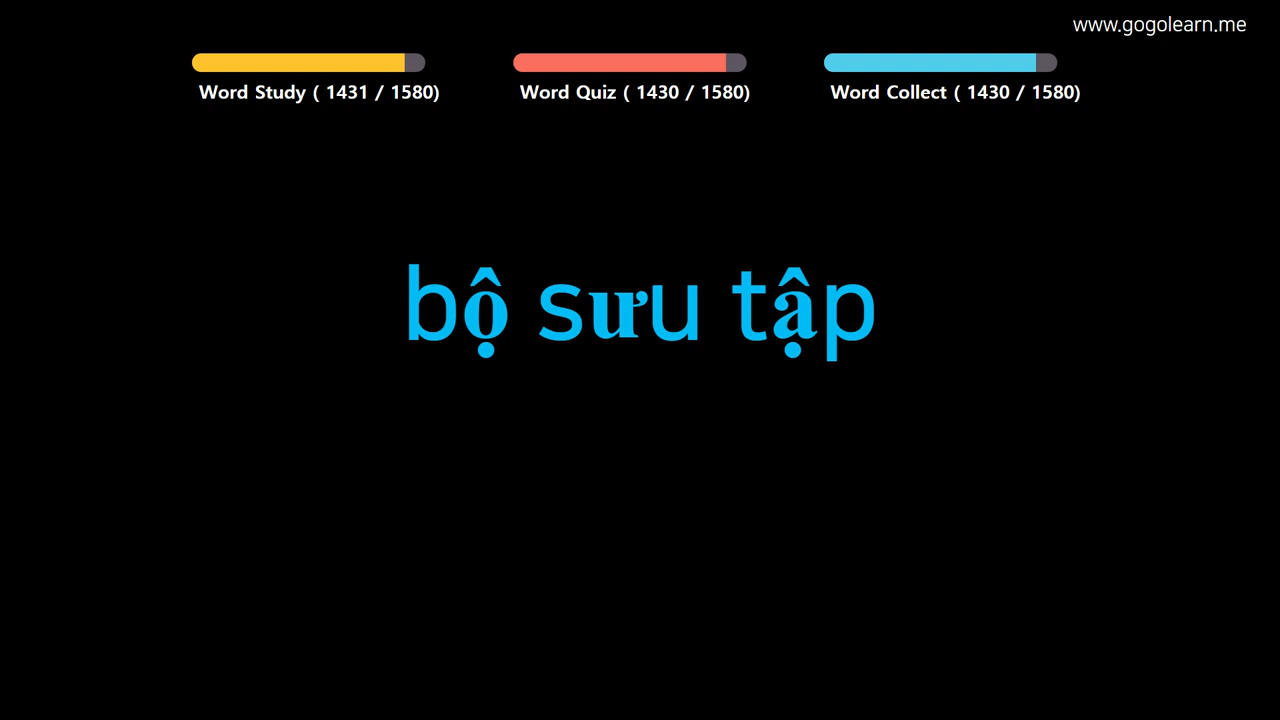 www.gogolearn.me
Word Study ( 1431 / 1580) Word Quiz ( 1430 / 1580) Word Collect ( 1430 / 1580)
bộ sưu tập